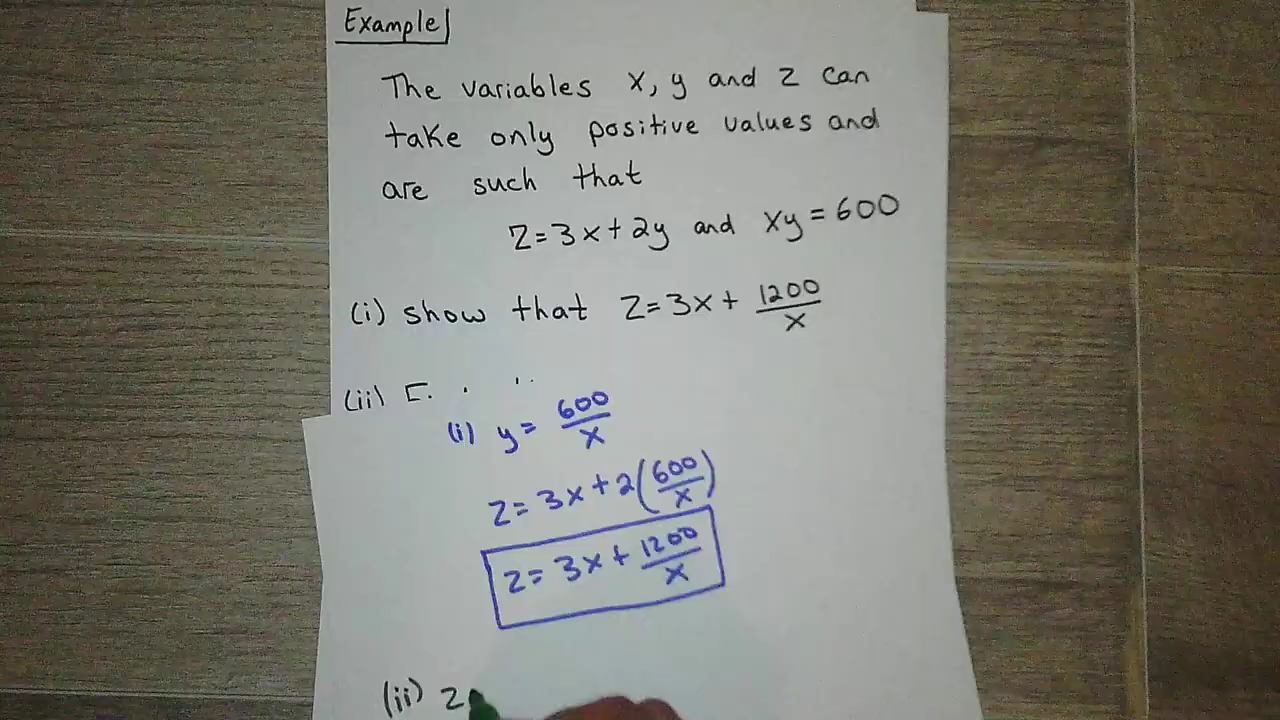 Example
The variables x, y and z can
take only positive values and
are such that
z=3x+2y and xy=600
(i) show that z=3x+ 1200/x
(ii)
(i) y= 600/x
z=3x+2(600/x)
z=3x+ 1200/x
(ii) z